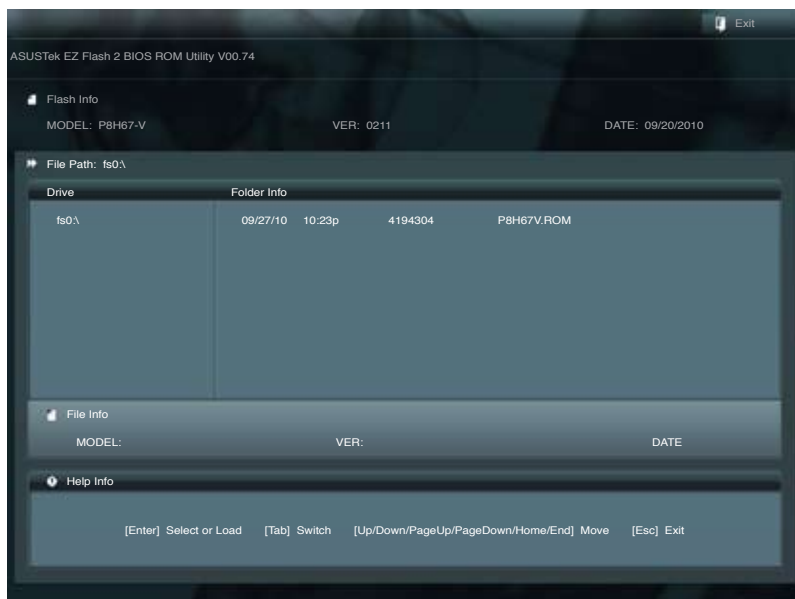 Exit
ASUSTek EZ Flash 2 BIOS ROM Utility V00.74
Flash Info
MODEL: P8H67-V VER: 0211 DATE: 09/20/2010
File Path: fs0:\
Drive Folder Info
fs0:\ 09/27/10 10:23p 4194304 P8H67V.ROM
File Info
MODEL: VER: DATE
Help Info
[Enter] Select or Load [Tab] Switch [Up/Down/PageUp/PageDown/Home/End] Move [Esc] Exit